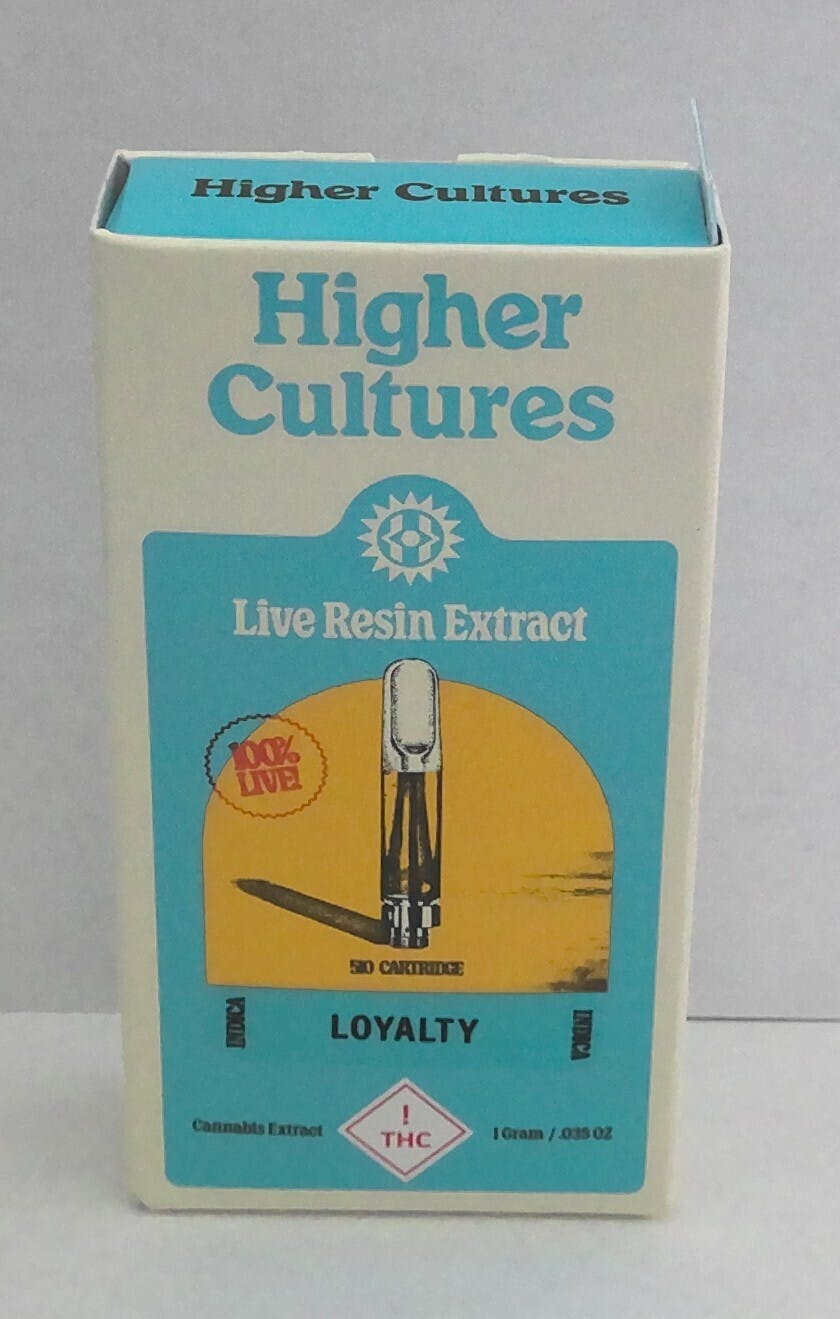 Higher Cultures
Higher
Cultures
Live Resin Extract
100%
LIVE!
510 CARTRIDGE
INDICA
LOYALTY
INDICA
Cannabis Extract
!
THC
1 Gram / .035 OZ